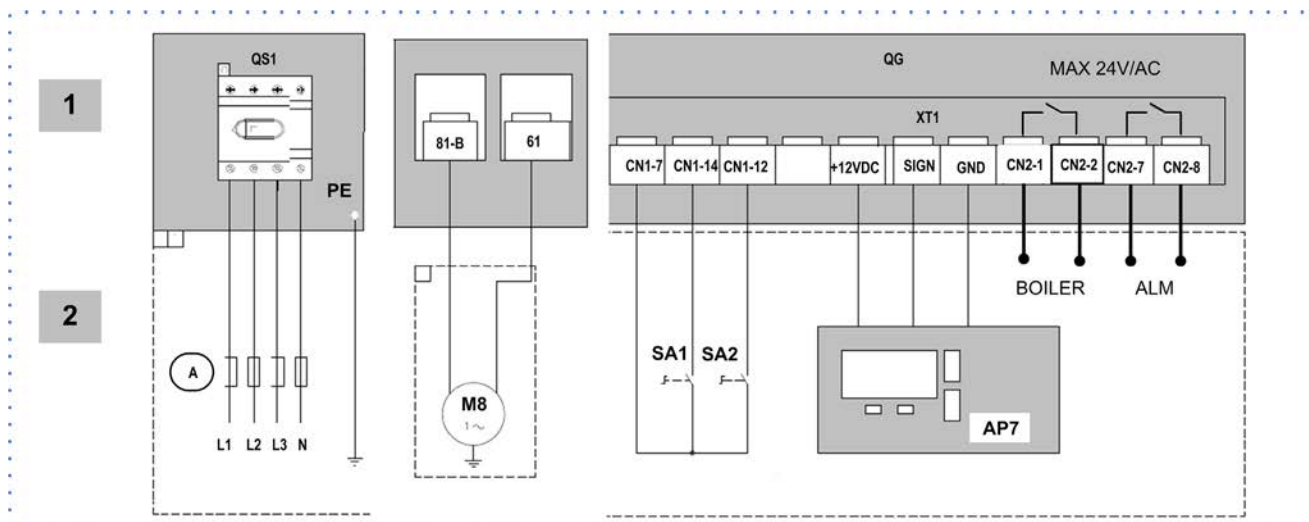 QS1
QG
MAX 24V/AC
1
XT1
81-B
61
CN1-7
CN1-14
CN1-12
+12VDC
SIGN
GND
CN2-1
CN2-2
CN2-7
CN2-8
PE
BOILER
ALM
2
SA1
SA2
A
M8
1~
AP7
L1
L2
L3
N